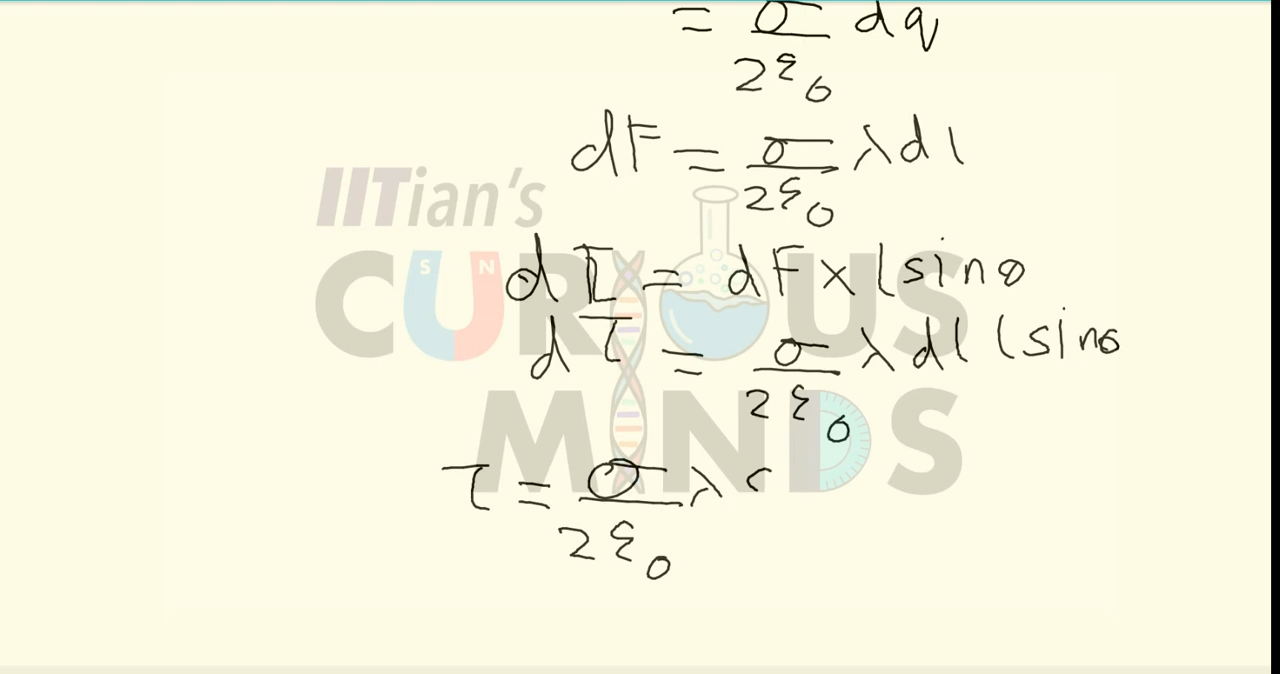 = σ/2ε₀ dq
dF = σ/2ε₀ λdl
IITian's
CURIOUS
MINDS
S N
dτ = dF × l sinθ
dτ = σ/2ε₀ λ dl l sinθ
τ = σ/2ε₀ λ